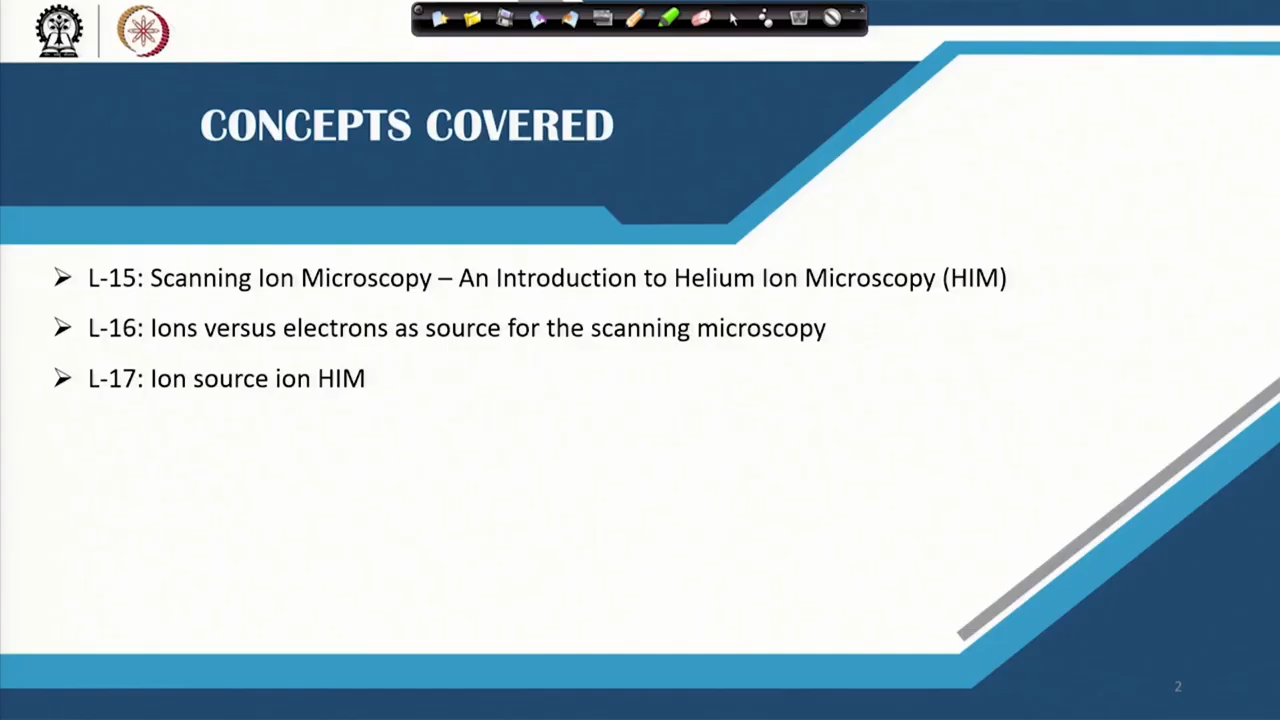 CONCEPTS COVERED
➢ L-15: Scanning Ion Microscopy – An Introduction to Helium Ion Microscopy (HIM)
➢ L-16: Ions versus electrons as source for the scanning microscopy
➢ L-17: Ion source ion HIM
2